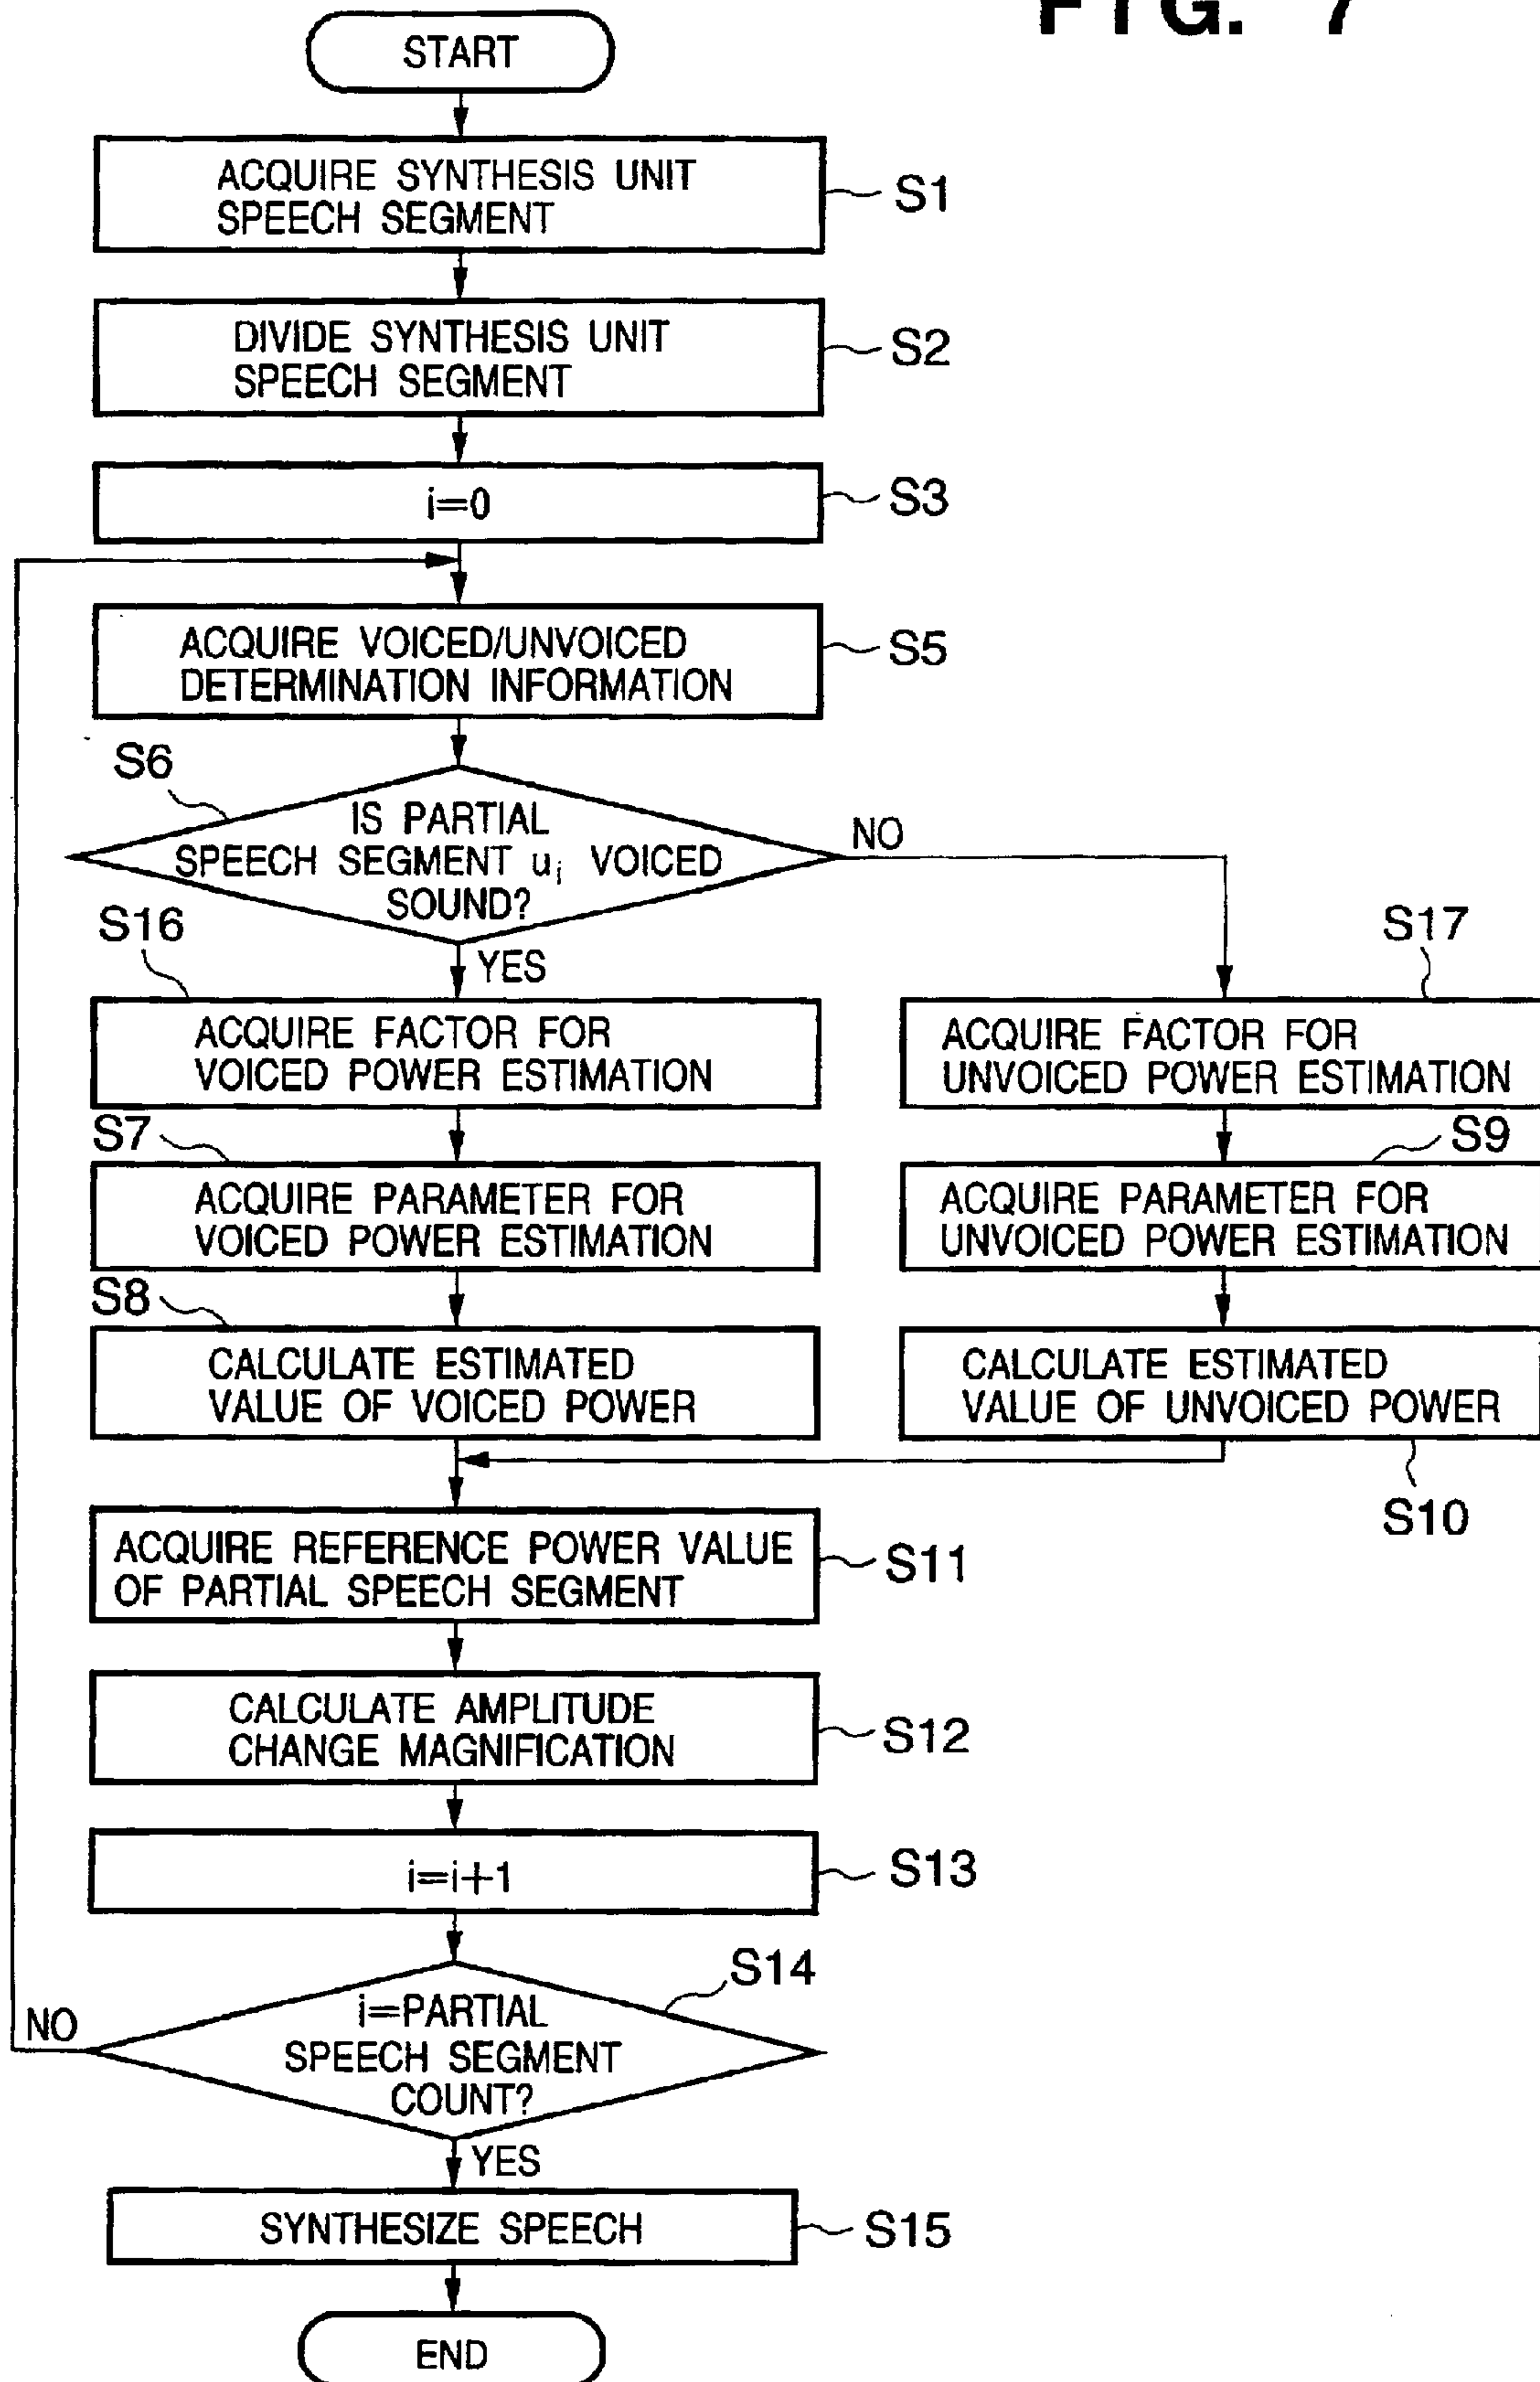 FIG. 7
START
ACQUIRE SYNTHESIS UNIT
SPEECH SEGMENT
S1
DIVIDE SYNTHESIS UNIT
SPEECH SEGMENT
S2
i=0
S3
ACQUIRE VOICED/UNVOICED
DETERMINATION INFORMATION
S5
S6
IS PARTIAL
SPEECH SEGMENT ui VOICED
SOUND?
NO
YES
S16
ACQUIRE FACTOR FOR
VOICED POWER ESTIMATION
S17
ACQUIRE FACTOR FOR
UNVOICED POWER ESTIMATION
S7
ACQUIRE PARAMETER FOR
VOICED POWER ESTIMATION
S9
ACQUIRE PARAMETER FOR
UNVOICED POWER ESTIMATION
S8
CALCULATE ESTIMATED
VALUE OF VOICED POWER
CALCULATE ESTIMATED
VALUE OF UNVOICED POWER
S10
ACQUIRE REFERENCE POWER VALUE
OF PARTIAL SPEECH SEGMENT
S11
CALCULATE AMPLITUDE
CHANGE MAGNIFICATION
S12
i=i+1
S13
S14
i=PARTIAL
SPEECH SEGMENT
COUNT?
NO
YES
SYNTHESIZE SPEECH
S15
END